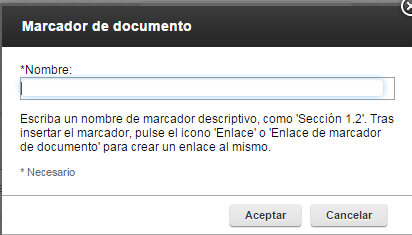 Marcador de documento
*Nombre:
Escriba un nombre de marcador descriptivo, como 'Sección 1.2'. Tras
insertar el marcador, pulse el icono 'Enlace' o 'Enlace de marcador
de documento' para crear un enlace al mismo.
* Necesario
Aceptar Cancelar